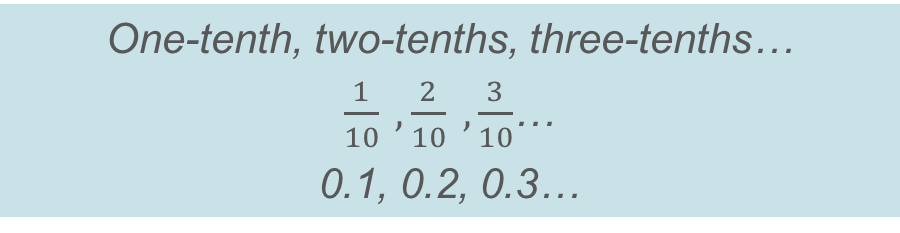 One-tenth, two-tenths, three-tenths…
1/10 , 2/10 , 3/10 …
0.1, 0.2, 0.3…